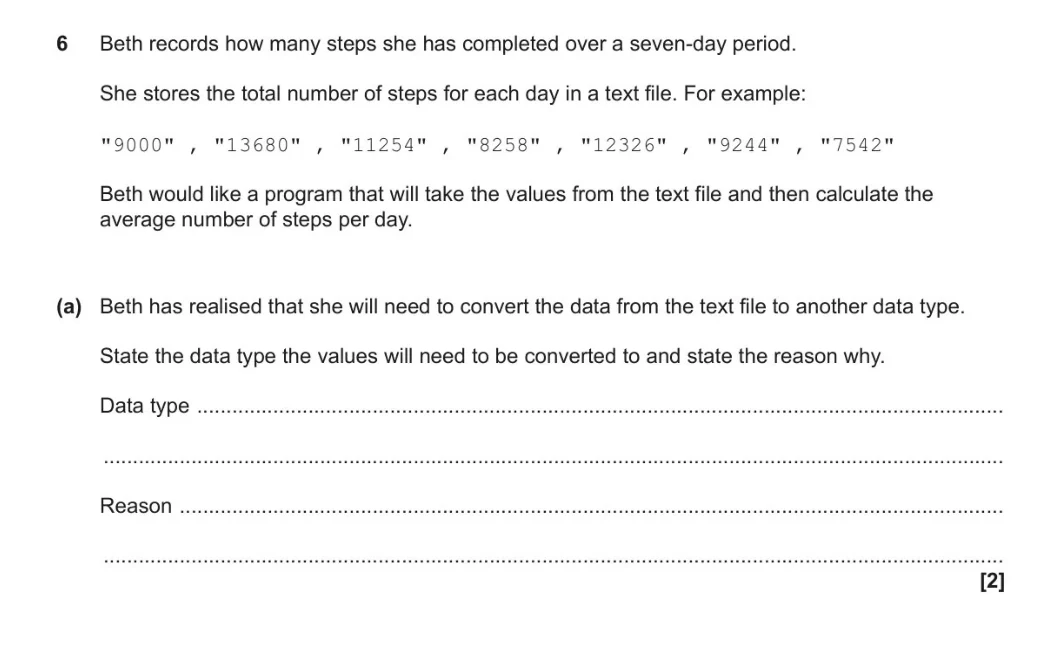 6 Beth records how many steps she has completed over a seven-day period.
She stores the total number of steps for each day in a text file. For example:
"9000" , "13680" , "11254" , "8258" , "12326" , "9244" , "7542"
Beth would like a program that will take the values from the text file and then calculate the
average number of steps per day.
(a) Beth has realised that she will need to convert the data from the text file to another data type.
State the data type the values will need to be converted to and state the reason why.
Data type ..........................................................................................................................................
..........................................................................................................................................................
Reason .............................................................................................................................................
..........................................................................................................................................................
[2]